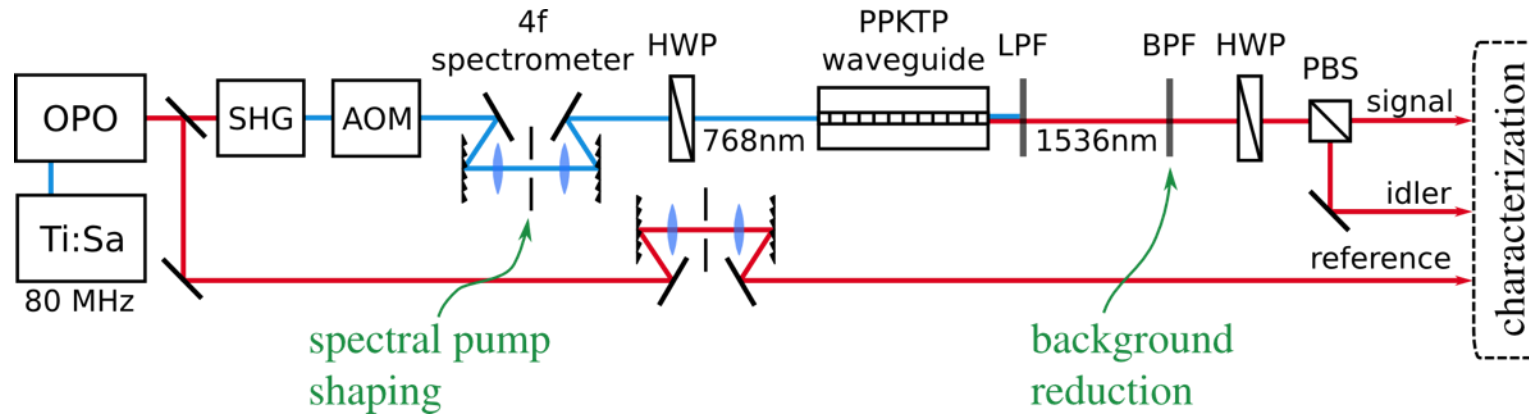 4f
spectrometer
HWP
PPKTP
waveguide
LPF
BPF
HWP
PBS
OPO
SHG
AOM
768nm
1536nm
signal
idler
reference
characterization
Ti:Sa
80 MHz
spectral pump
shaping
background
reduction